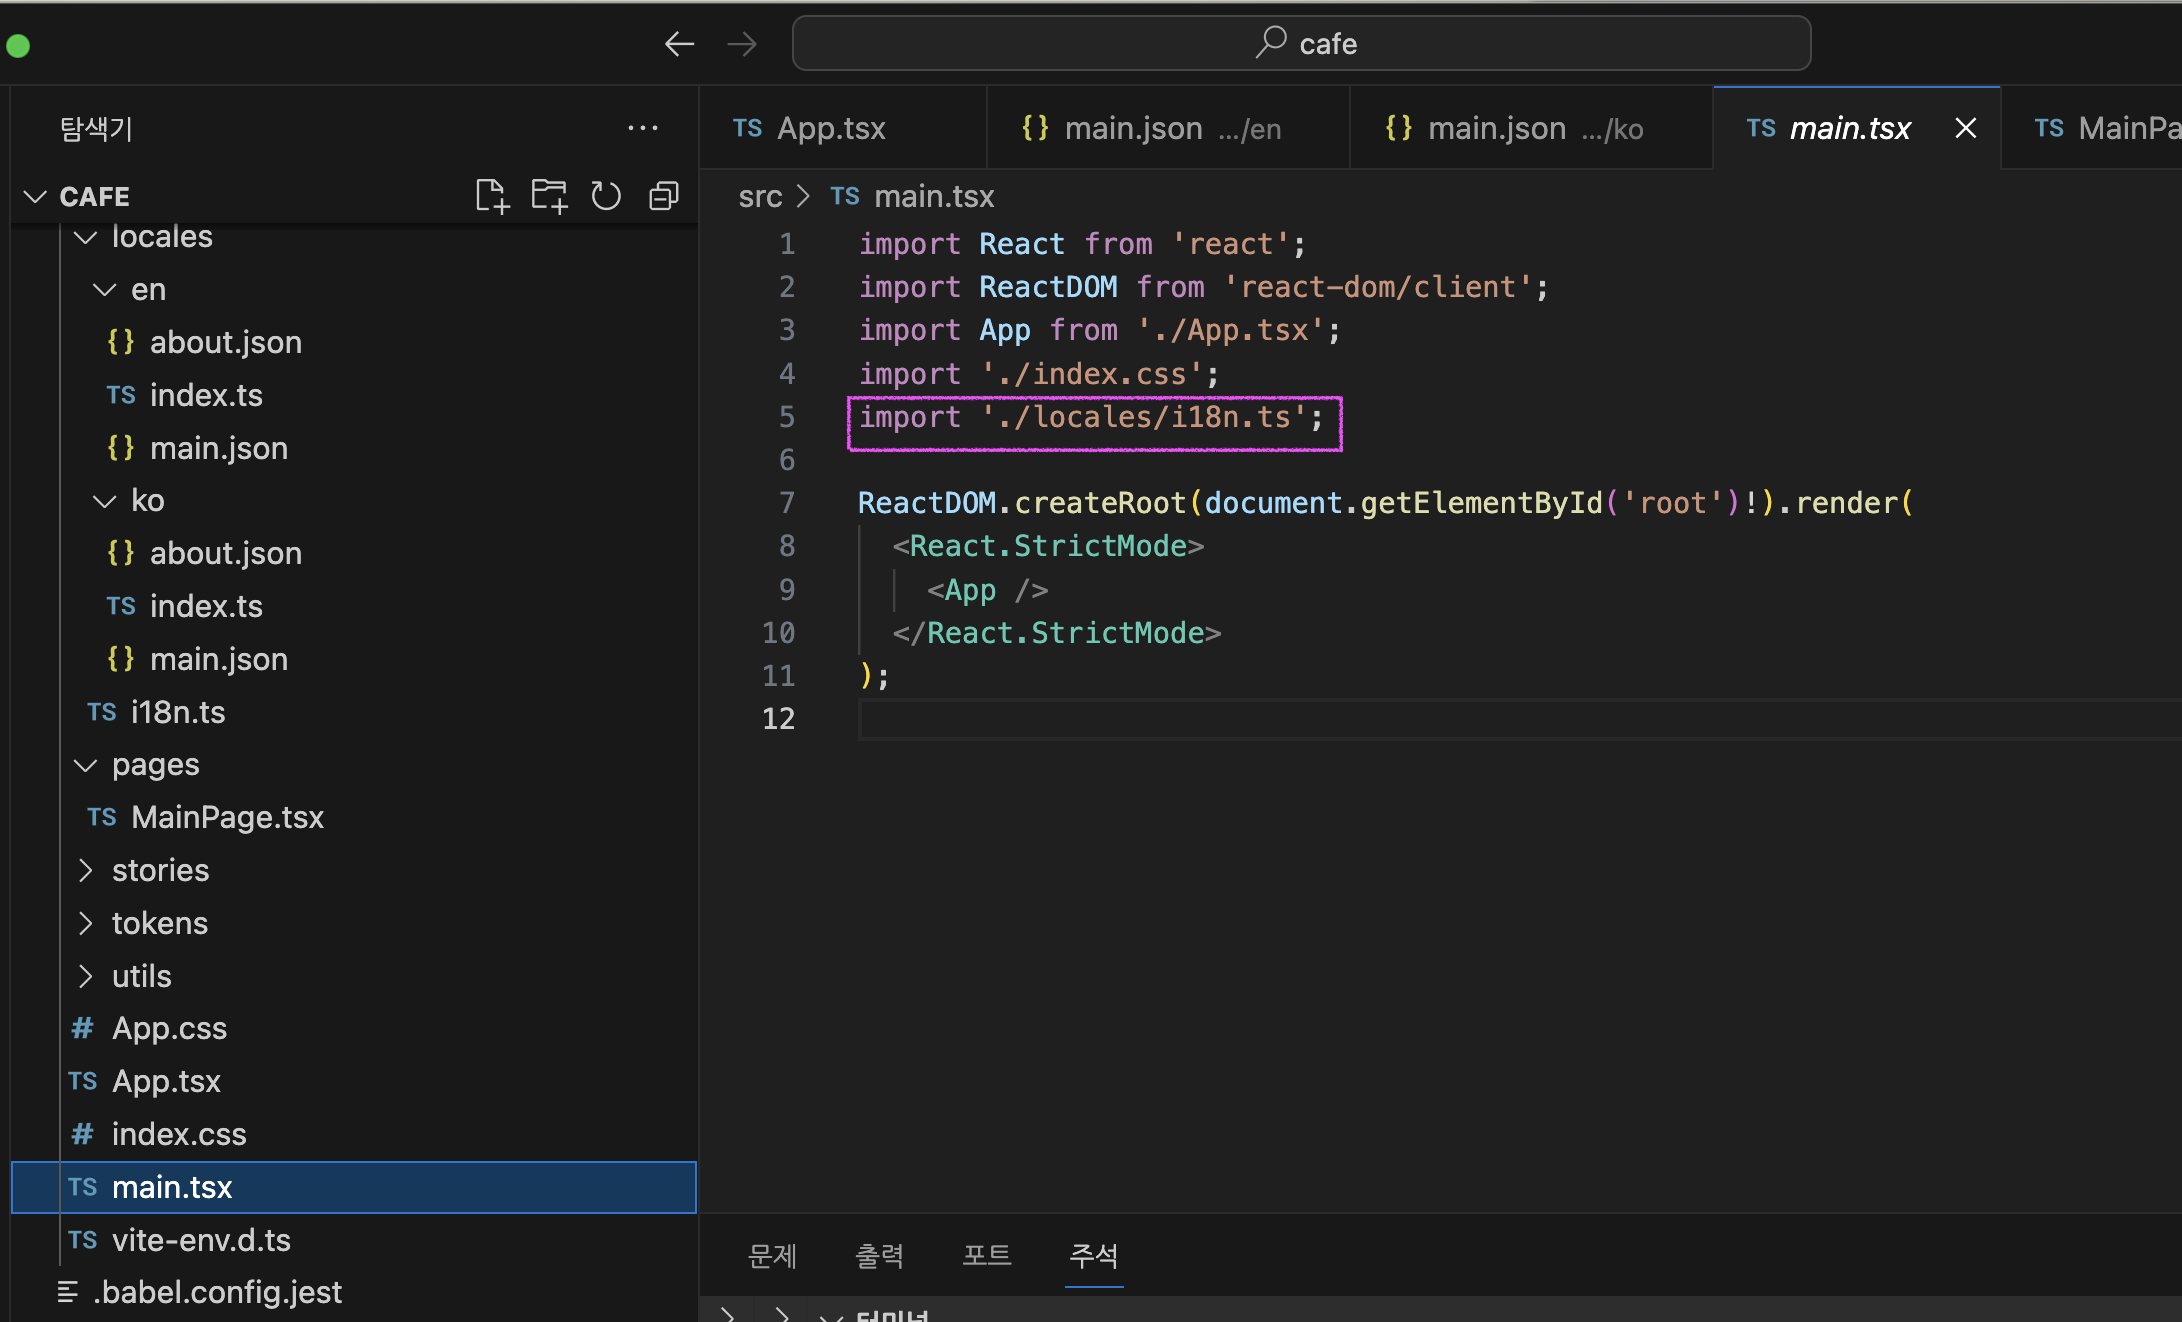 cafe
탐색기
CAFE
locales
en
{} about.json
TS index.ts
{} main.json
ko
{} about.json
TS index.ts
{} main.json
TS i18n.ts
pages
TS MainPage.tsx
stories
tokens
utils
# App.css
TS App.tsx
# index.css
TS main.tsx
TS vite-env.d.ts
.babel.config.jest
TS App.tsx
{} main.json .../en
{} main.json .../ko
TS main.tsx
TS MainPa
src > TS main.tsx
1 import React from 'react';
2 import ReactDOM from 'react-dom/client';
3 import App from './App.tsx';
4 import './index.css';
5 import './locales/i18n.ts';
6
7 ReactDOM.createRoot(document.getElementById('root')!).render(
8 <React.StrictMode>
9 <App />
10 </React.StrictMode>
11 );
12
문제 출력 포트 주석
터미널